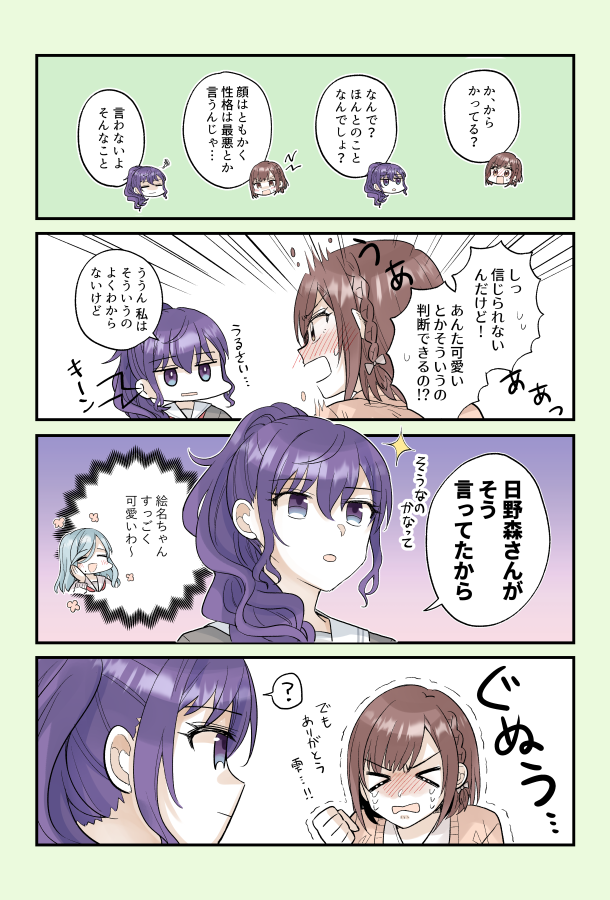 か、から
かってる？
なんで？
ほんとのこと
なんでしょ？
顔はともかく
性格は最悪とか
言うんじゃ…
言わないよ
そんなこと
しっ
信じられない
んだけど！
あんた可愛い
とかそういうの
判断できるの!?
うあ
ああっ
うるさい…
ううん 私は
そういうの
よくわから
ないけど
キーン
日野森さんが
そう
言ってたから
そうなの
かなって
絵名ちゃん
すっごく
可愛いわ〜
ぐぬぅ…
でも
ありがとう
雫…!!
？